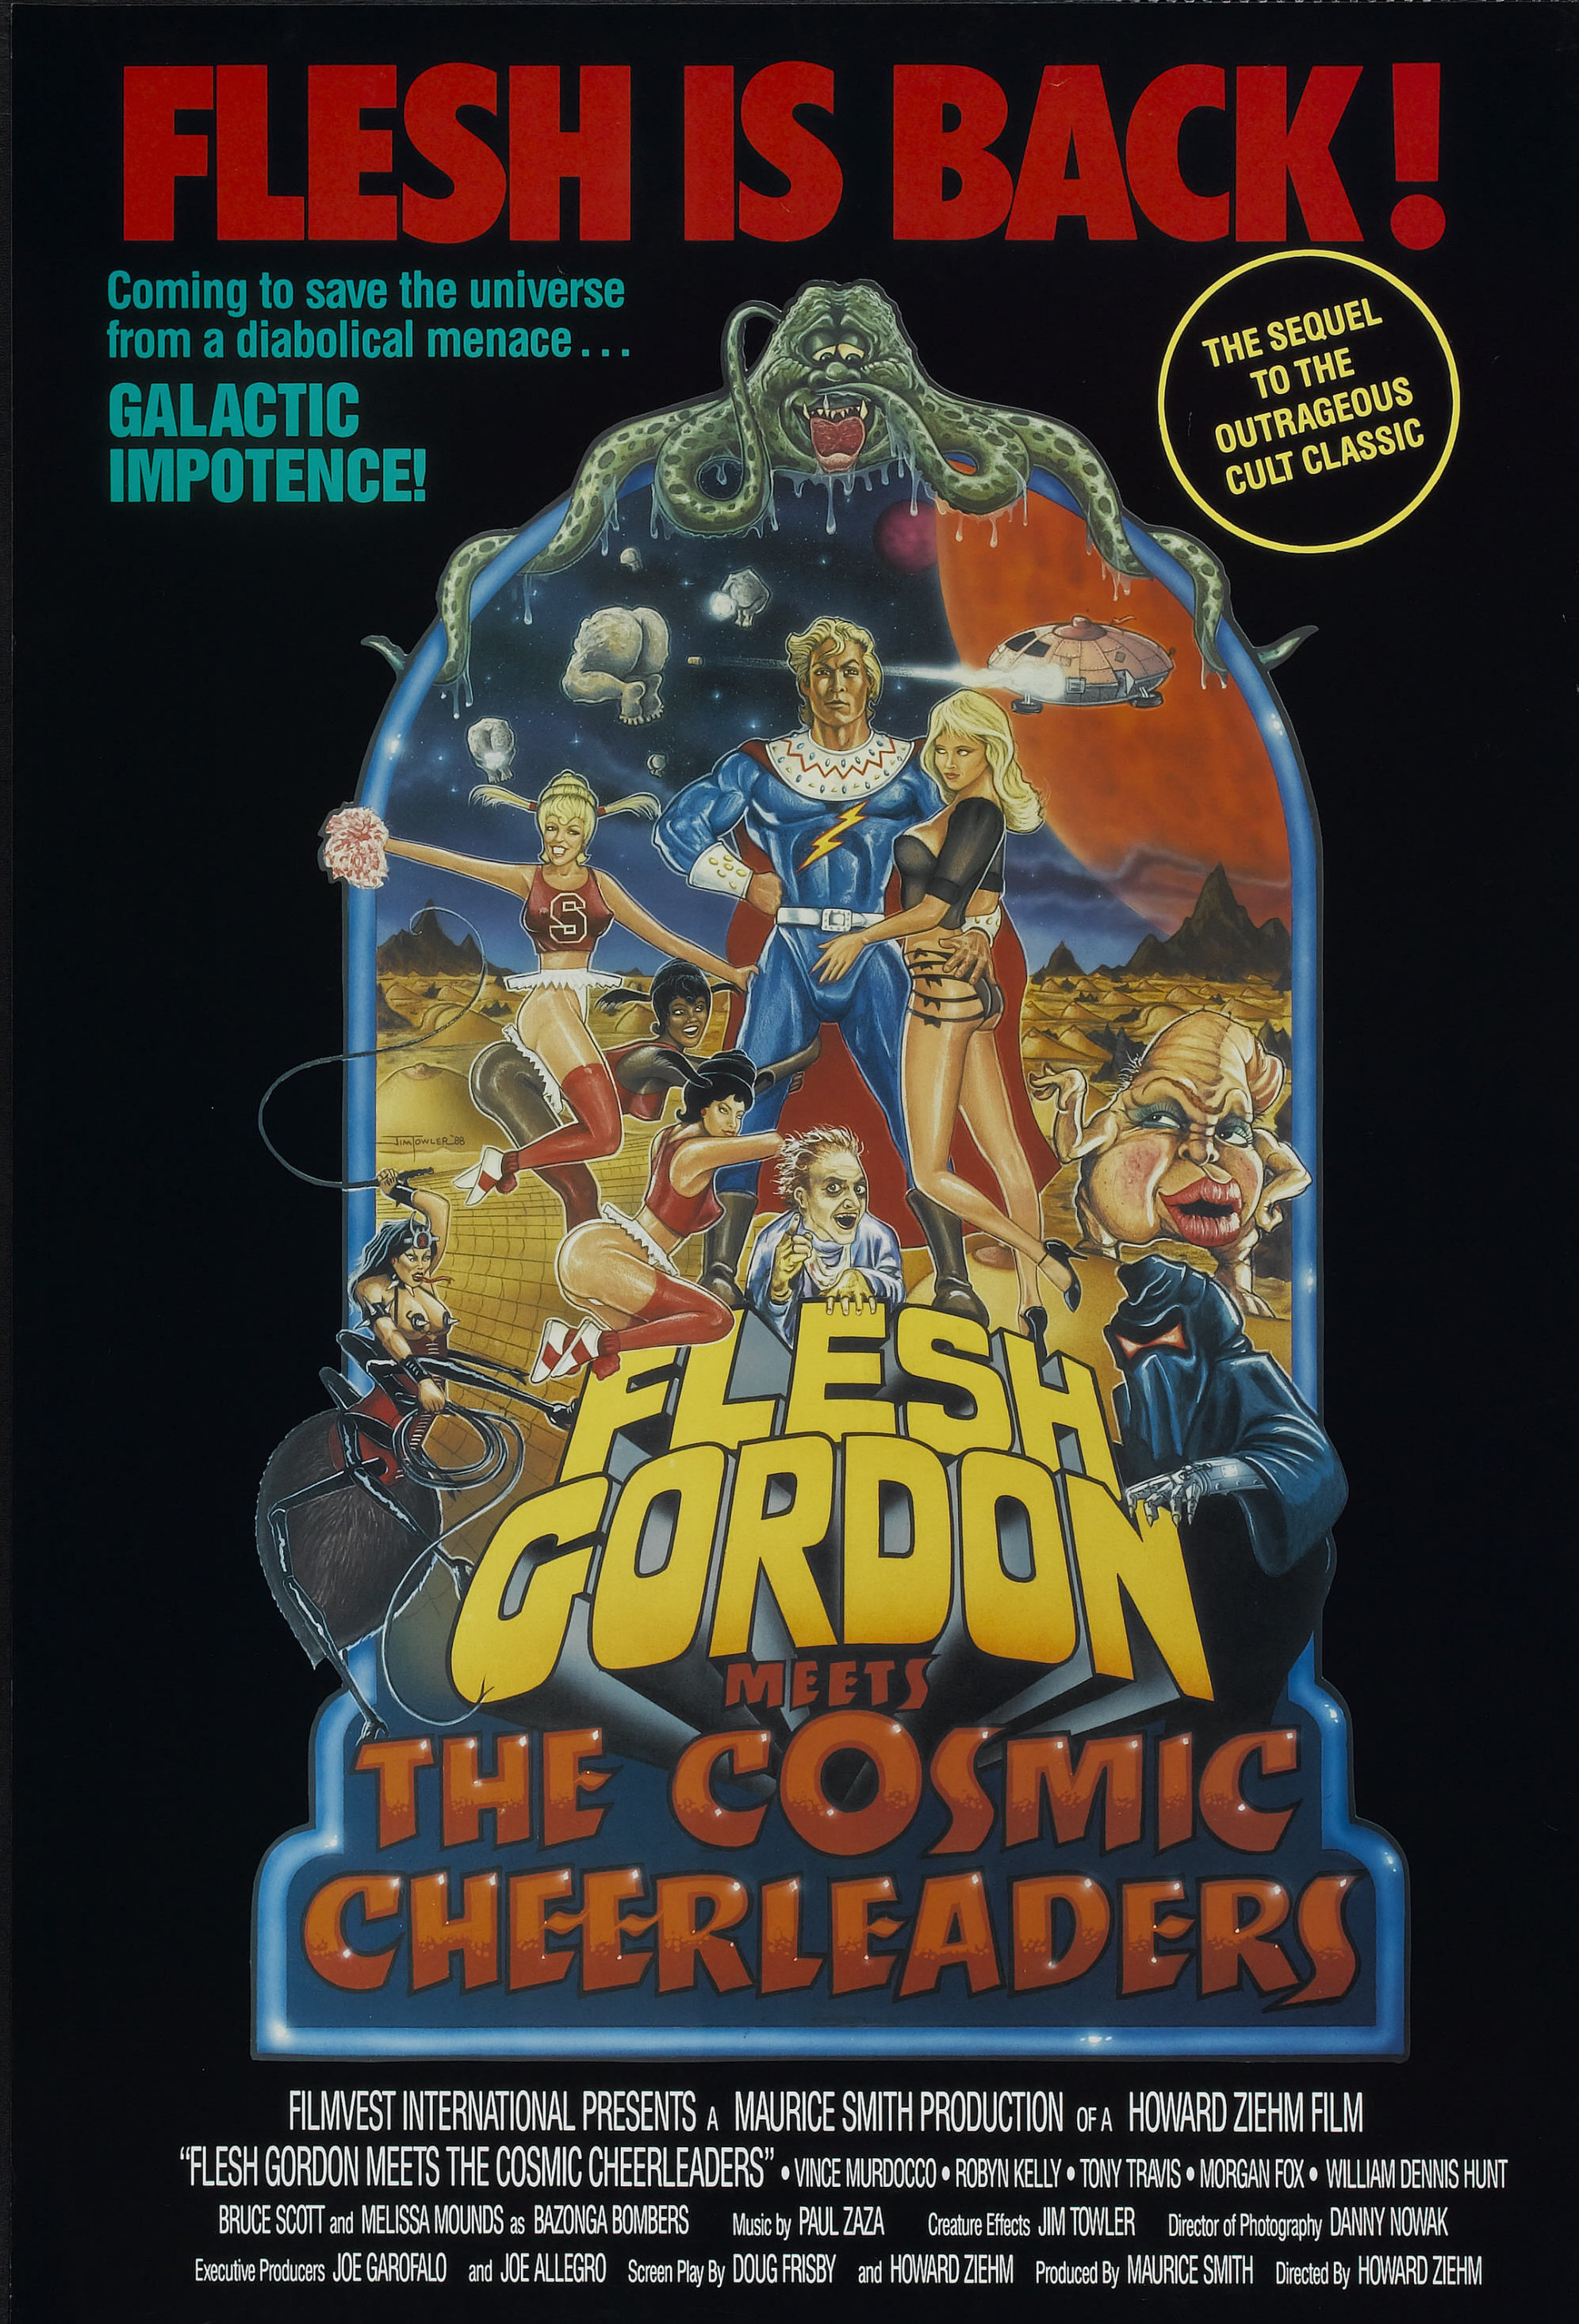 FLESH IS BACK!
Coming to save the universe
from a diabolical menace...
GALACTIC
IMPOTENCE!
THE SEQUEL
TO THE
OUTRAGEOUS
CULT CLASSIC
S
JIM TOWLER '88
FLESH
GORDON
MEETS
THE COSMIC
CHEERLEADERS
FILMVEST INTERNATIONAL PRESENTS A MAURICE SMITH PRODUCTION OF A HOWARD ZIEHM FILM
"FLESH GORDON MEETS THE COSMIC CHEERLEADERS" • VINCE MURDOCCO • ROBYN KELLY • TONY TRAVIS • MORGAN FOX • WILLIAM DENNIS HUNT
BRUCE SCOTT and MELISSA MOUNDS as BAZONGA BOMBERS Music by PAUL ZAZA Creature Effects JIM TOWLER Director of Photography DANNY NOWAK
Executive Producers JOE GAROFALO and JOE ALLEGRO Screen Play By DOUG FRISBY and HOWARD ZIEHM Produced By MAURICE SMITH Directed By HOWARD ZIEHM